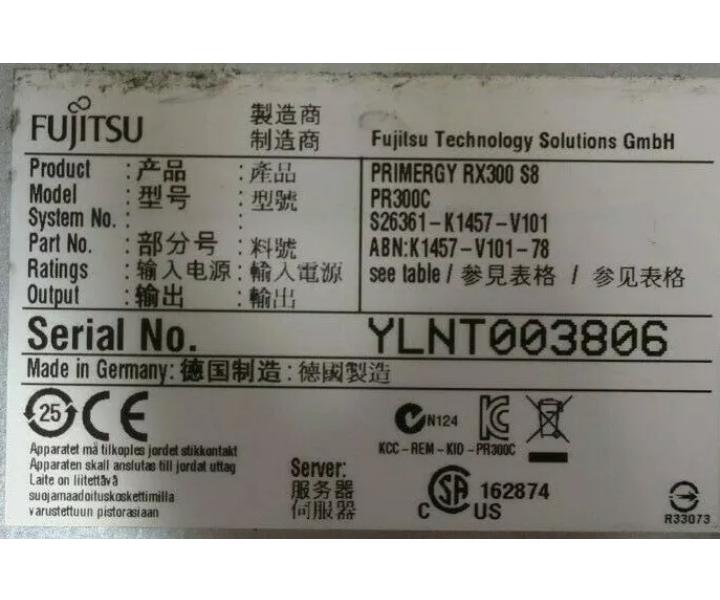 FUJITSU
製造商
制造商
Fujitsu Technology Solutions GmbH
Product : 产品 : 產品 PRIMERGY RX300 S8
Model : 型号 : 型號 PR300C
System No. : : S26361-K1457-V101
Part No. : 部分号 : 料號 ABN:K1457-V101-78
Ratings : 输入电源 : 輸入電源 see table / 參見表格 / 参见表格
Output : 输出 : 輸出
Serial No. YLNT003806
Made in Germany: 德国制造 : 德國製造
25 CE
N124
KCC-REM-KID-PR300C
Apparatet må tilkoples jordet stikkontakt
Apparaten skall anslutas till jordat uttag
Laite on liitettävä
suojamaadoituskoskettimilla
varustettuun pistorasiaan
Server:
服务器
伺服器
C SA US 162874
R33073